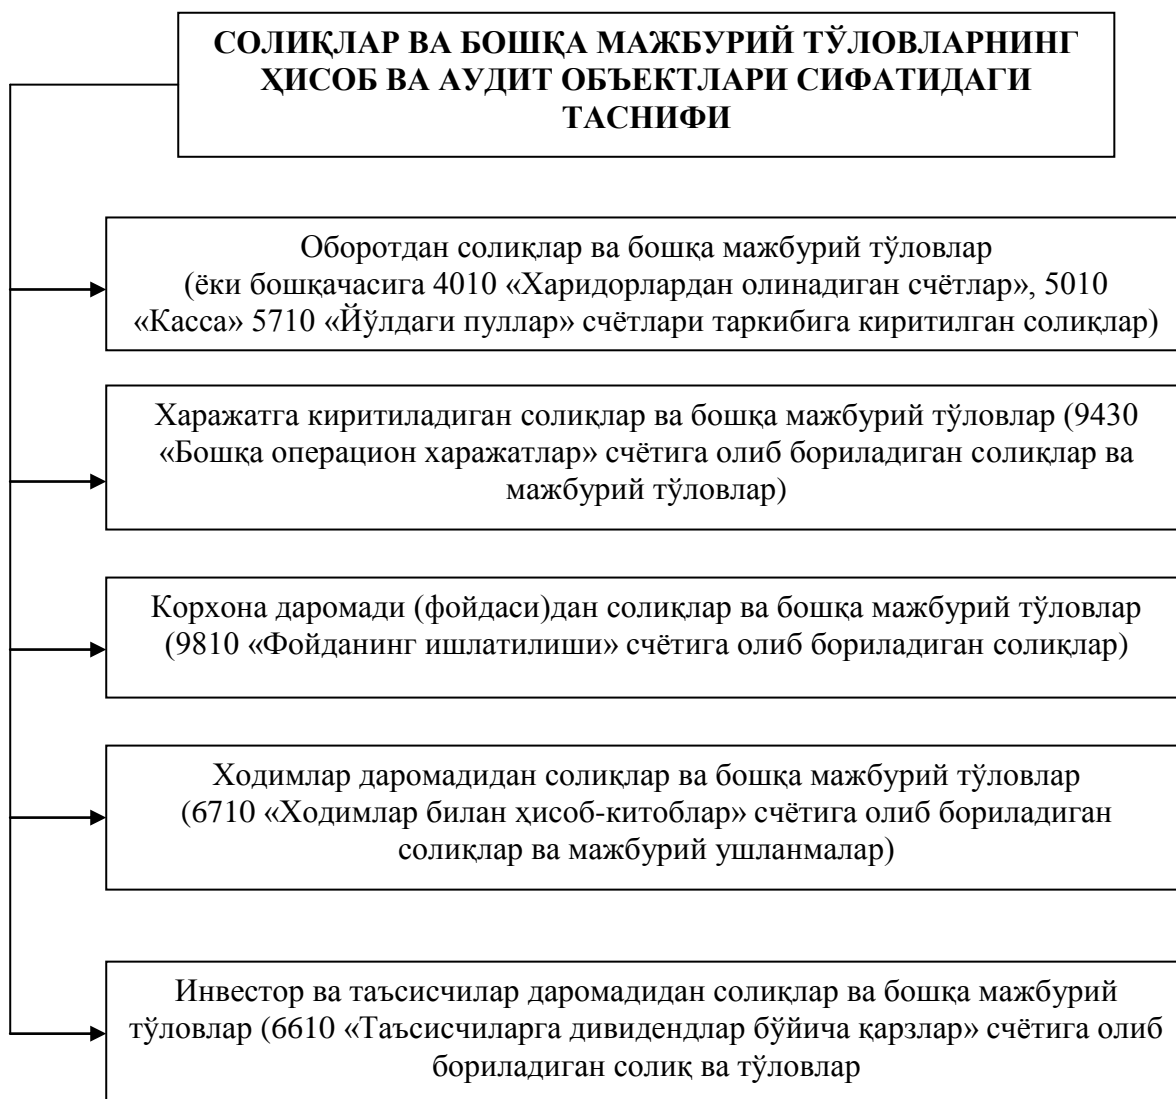 СОЛИҚЛАР ВА БОШҚА МАЖБУРИЙ ТЎЛОВЛАРНИНГ
ҲИСОБ ВА АУДИТ ОБЪЕКТЛАРИ СИФАТИДАГИ
ТАСНИФИ
Оборотдан солиқлар ва бошқа мажбурий тўловлар
(ёки бошқачасига 4010 «Харидорлардан олинадиган счётлар», 5010
«Касса» 5710 «Йўлдаги пуллар» счётлари таркибига киритилган солиқлар)
Харажатга киритиладиган солиқлар ва бошқа мажбурий тўловлар (9430
«Бошқа операцион харажатлар» счётига олиб бориладиган солиқлар ва
мажбурий тўловлар)
Корхона даромади (фойдаси)дан солиқлар ва бошқа мажбурий тўловлар
(9810 «Фойданинг ишлатилиши» счётига олиб бориладиган солиқлар)
Ходимлар даромадидан солиқлар ва бошқа мажбурий тўловлар
(6710 «Ходимлар билан ҳисоб-китоблар» счётига олиб бориладиган
солиқлар ва мажбурий ушланмалар)
Инвестор ва таъсисчилар даромадидан солиқлар ва бошқа мажбурий
тўловлар (6610 «Таъсисчиларга дивидендлар бўйича қарзлар» счётига олиб
бориладиган солиқ ва тўловлар